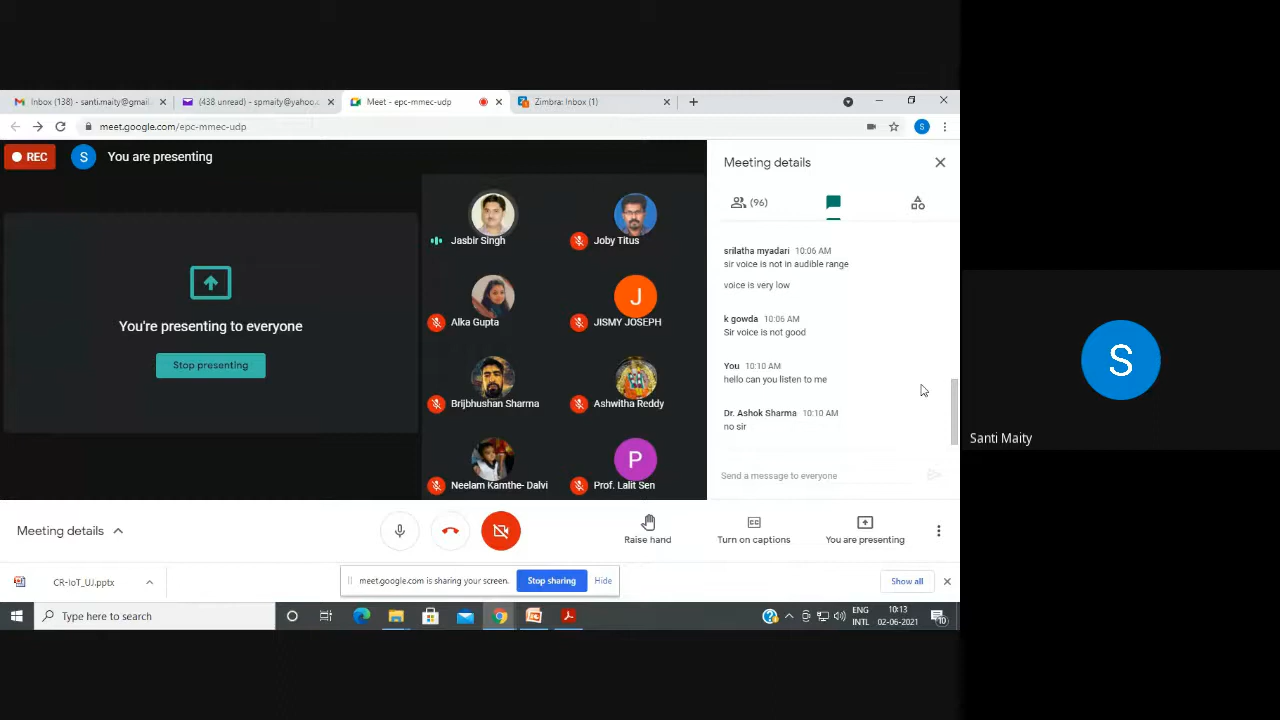 Inbox (138) - santi.maity@gmail.
(438 unread) - spmaity@yahoo.c
Meet - epc-mmec-udp
Zimbra: Inbox (1)
meet.google.com/epc-mmec-udp
S
REC
S
You are presenting
You're presenting to everyone
Stop presenting
Jasbir Singh
Joby Titus
Alka Gupta
J
JISMY JOSEPH
Brijbhushan Sharma
Ashwitha Reddy
Neelam Kamthe- Dalvi
P
Prof. Lalit Sen
Meeting details
(96)
srilatha myadari 10:06 AM
sir voice is not in audible range
voice is very low
k gowda 10:06 AM
Sir voice is not good
You 10:10 AM
hello can you listen to me
Dr. Ashok Sharma 10:10 AM
no sir
Send a message to everyone
S
Santi Maity
Meeting details
Raise hand
Turn on captions
You are presenting
CR-IoT_UJ.pptx
meet.google.com is sharing your screen.
Stop sharing
Hide
Show all
Type here to search
ENG
INTL
10:13
02-06-2021
10